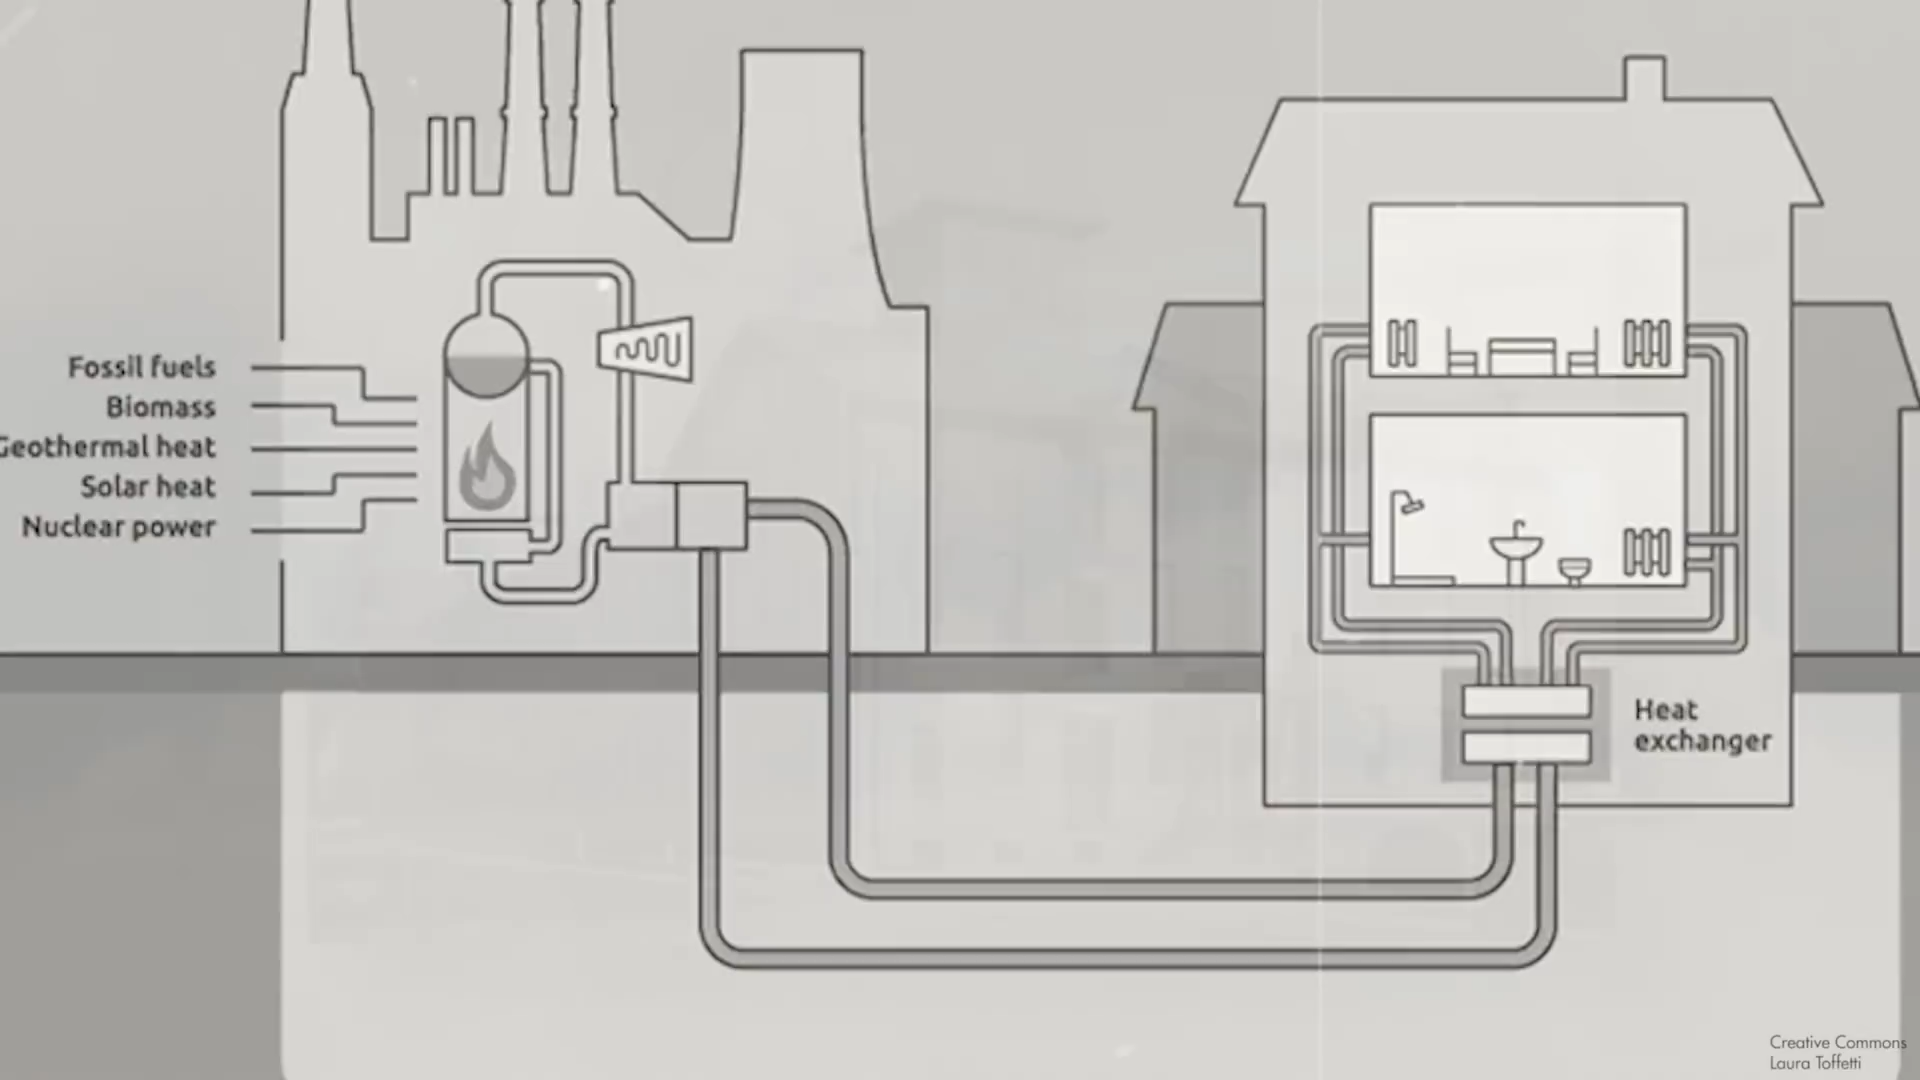 Fossil fuels
Biomass
Geothermal heat
Solar heat
Nuclear power
Heat
exchanger
Creative Commons
Laura Toffetti